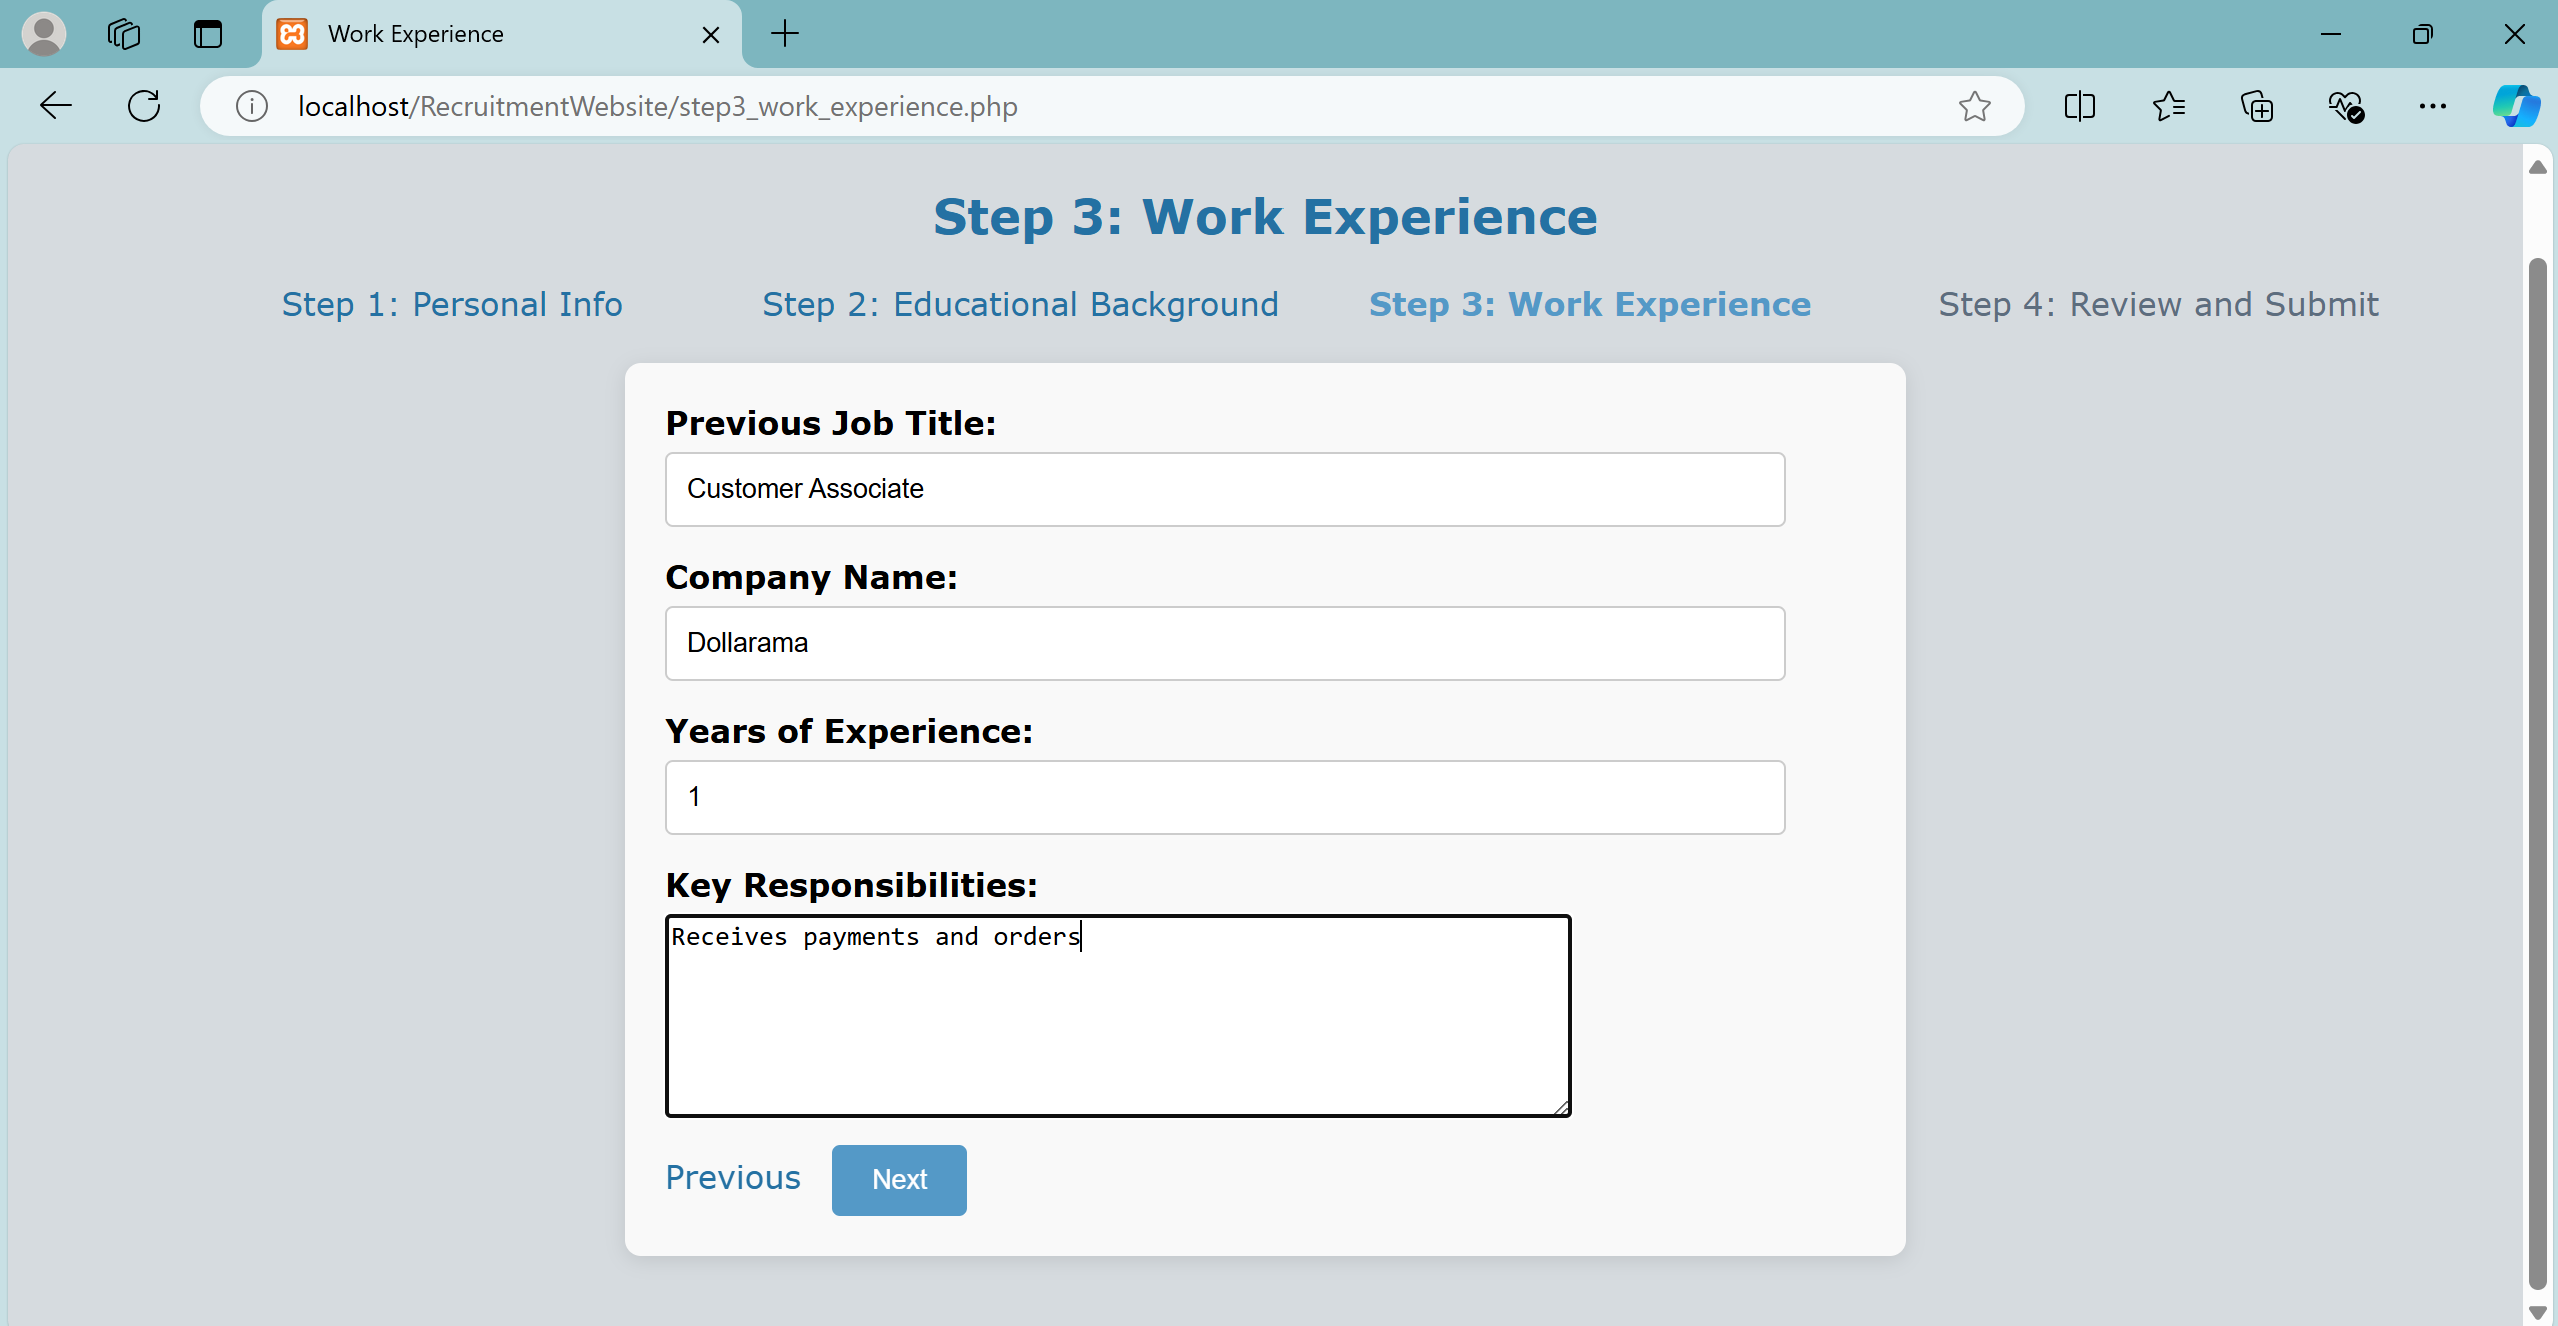 Work Experience
localhost/RecruitmentWebsite/step3_work_experience.php
Step 3: Work Experience
Step 1: Personal Info Step 2: Educational Background Step 3: Work Experience Step 4: Review and Submit
Previous Job Title:
Customer Associate
Company Name:
Dollarama
Years of Experience:
1
Key Responsibilities:
Receives payments and orders
Previous Next